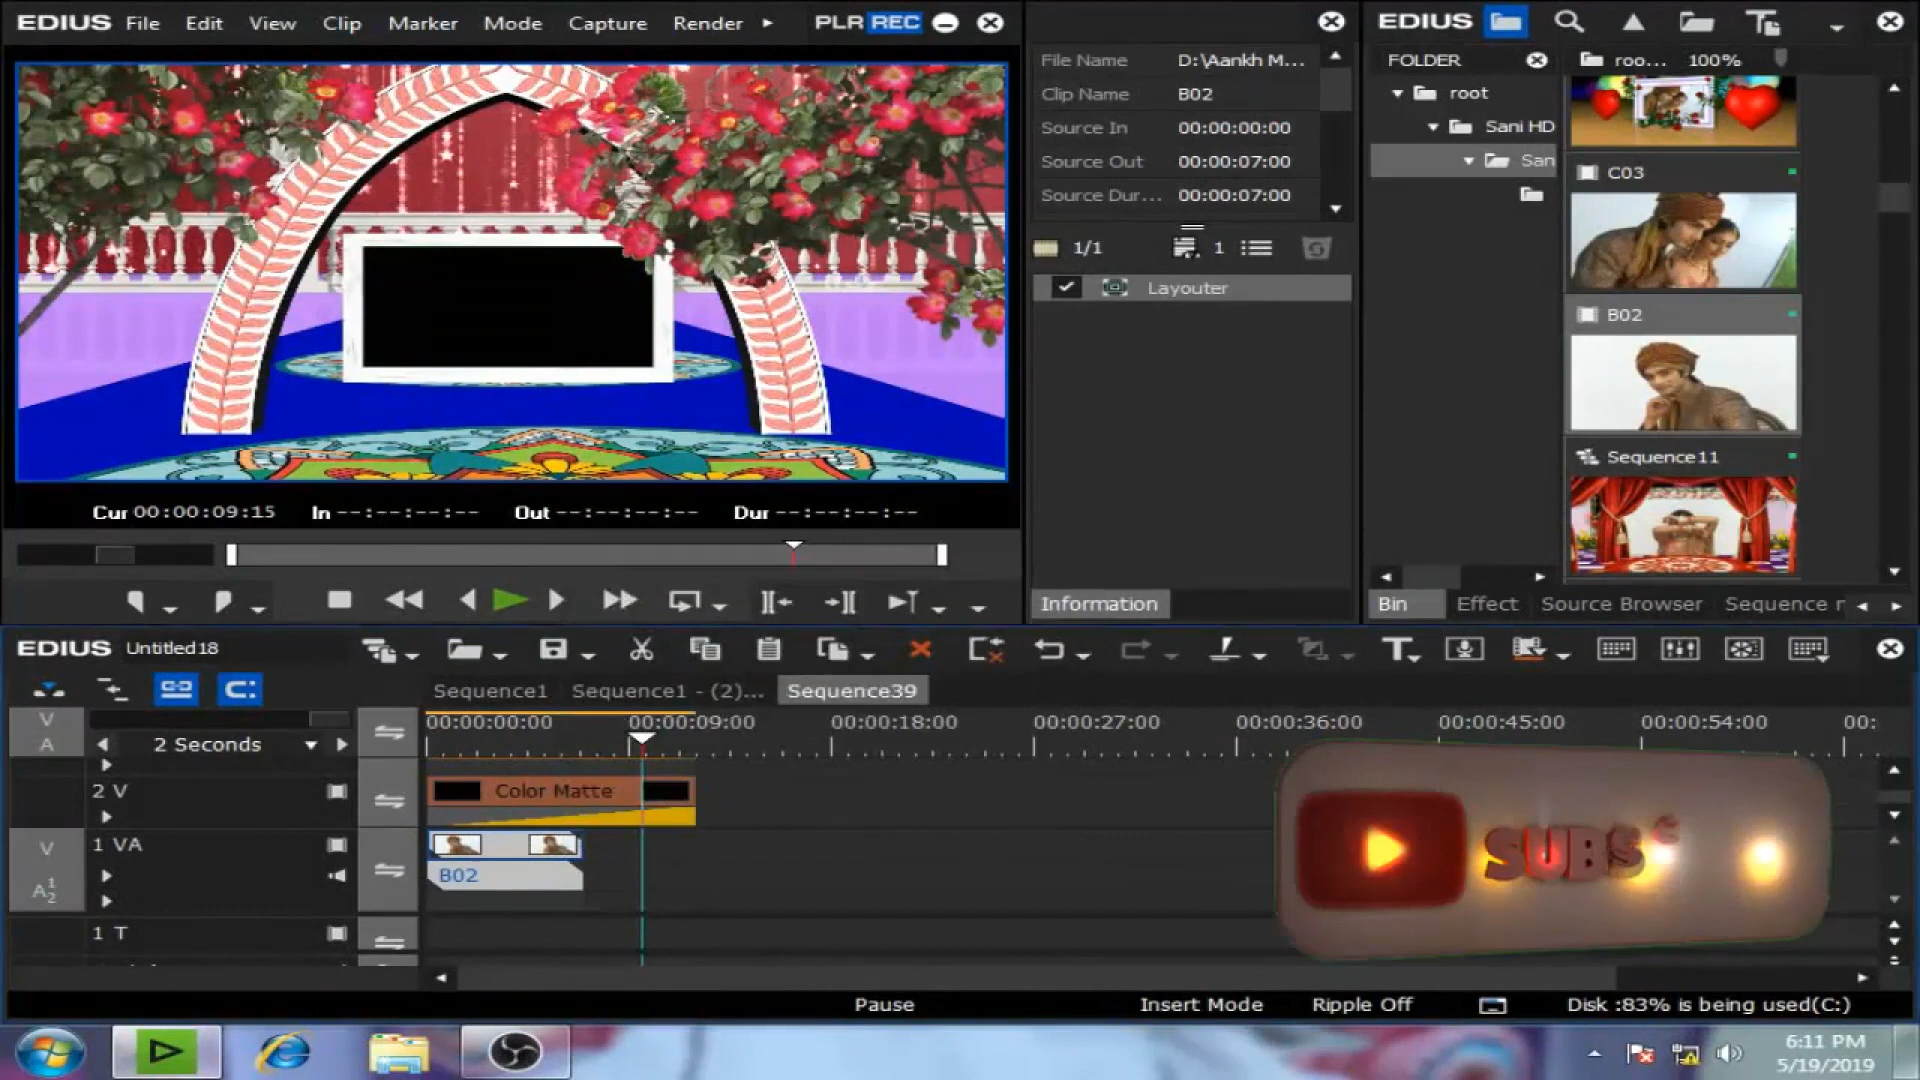 EDIUS File Edit View Clip Marker Mode Capture Render PLR REC
Cur 00:00:09:15 In --:--:--:-- Out --:--:--:-- Dur --:--:--:--
File Name D:\Aankh M...
Clip Name B02
Source In 00:00:00:00
Source Out 00:00:07:00
Source Dur... 00:00:07:00
1/1 1
Layouter
Information
EDIUS
FOLDER roo... 100%
root
Sani HD
San
C03
B02
Sequence11
Bin Effect Source Browser Sequence r
EDIUS Untitled18
Sequence1 Sequence1 - (2)... Sequence39
V
A
2 Seconds
00:00:00:00 00:00:09:00 00:00:18:00 00:00:27:00 00:00:36:00 00:00:45:00 00:00:54:00 00:
2 V Color Matte
V 1 VA
A12 B02
1 T
SUBS
Pause Insert Mode Ripple Off Disk :83% is being used(C:)
6:11 PM
5/19/2019